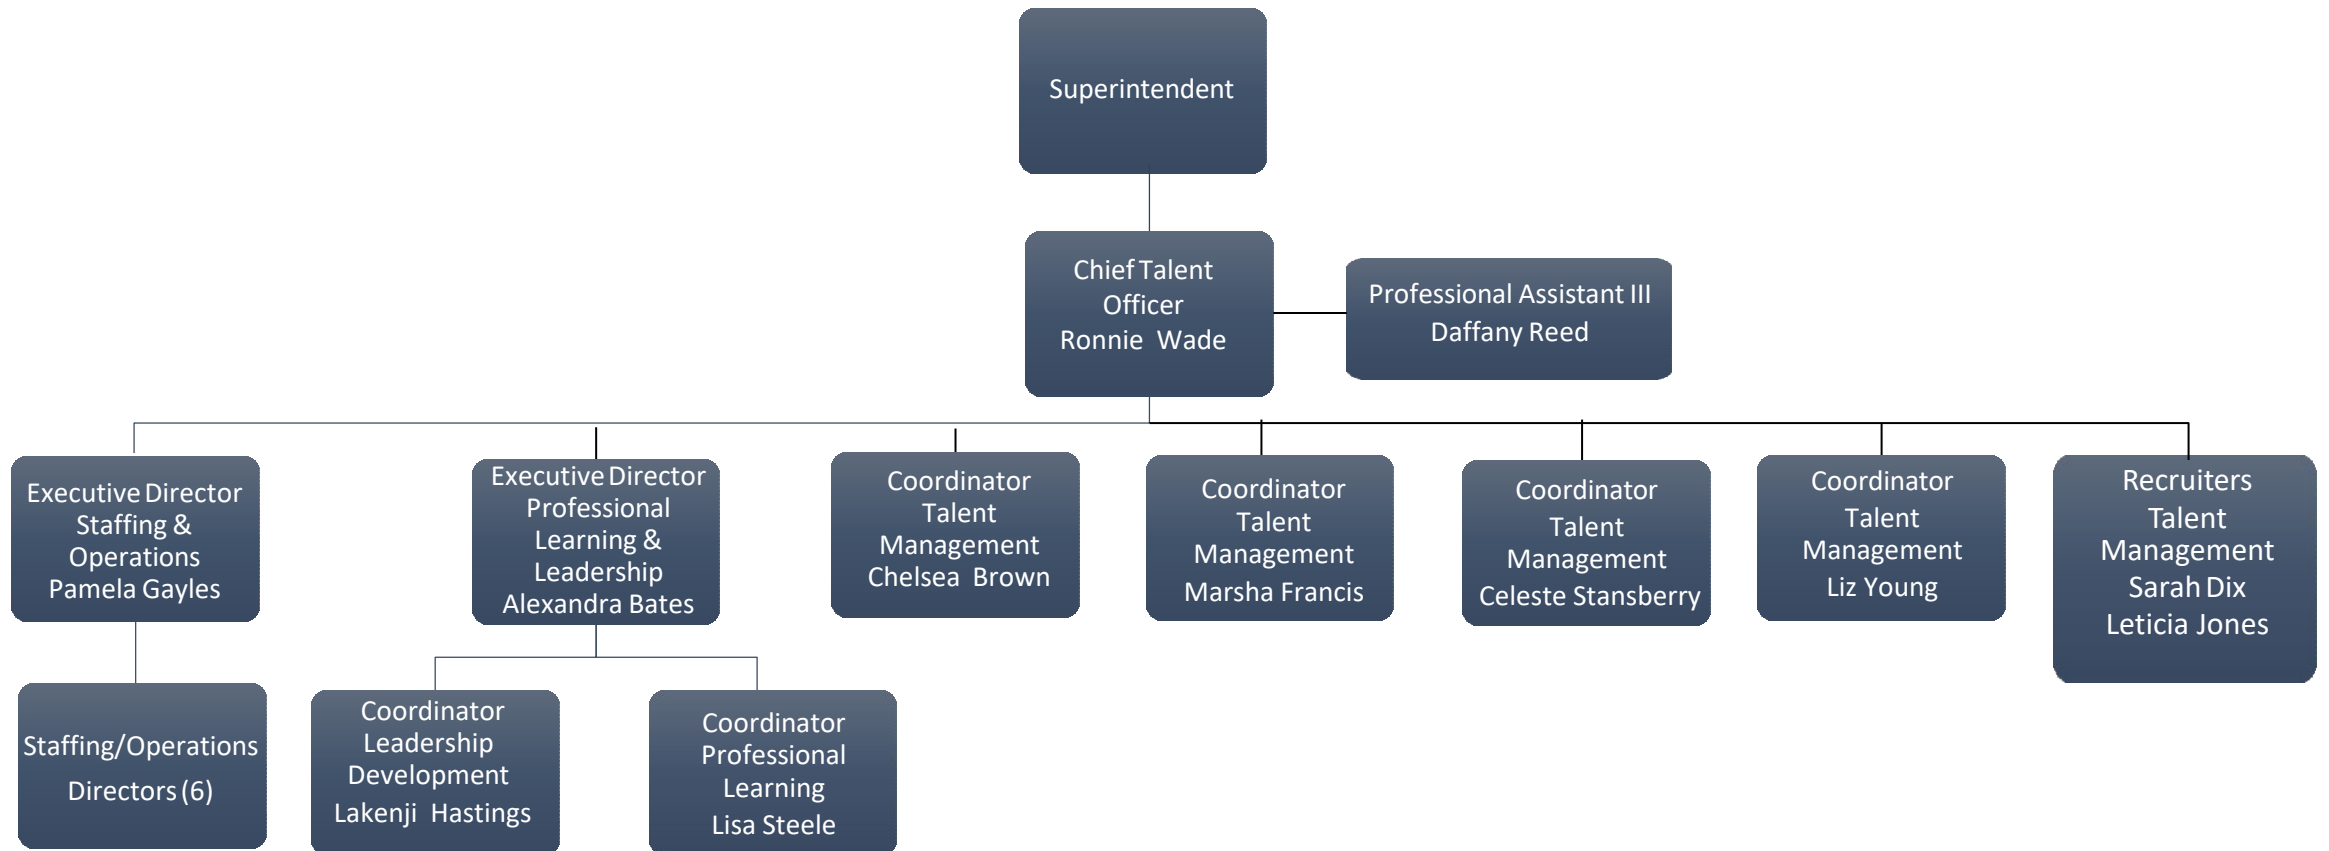 Superintendent
Chief Talent
Officer
Ronnie Wade
Professional Assistant III
Daffany Reed
Executive Director
Staffing &
Operations
Pamela Gayles
Executive Director
Professional
Learning &
Leadership
Alexandra Bates
Coordinator
Talent
Management
Chelsea Brown
Coordinator
Talent
Management
Marsha Francis
Coordinator
Talent
Management
Celeste Stansberry
Coordinator
Talent
Management
Liz Young
Recruiters
Talent
Management
Sarah Dix
Leticia Jones
Staffing/Operations
Directors (6)
Coordinator
Leadership
Development
Lakenji Hastings
Coordinator
Professional
Learning
Lisa Steele